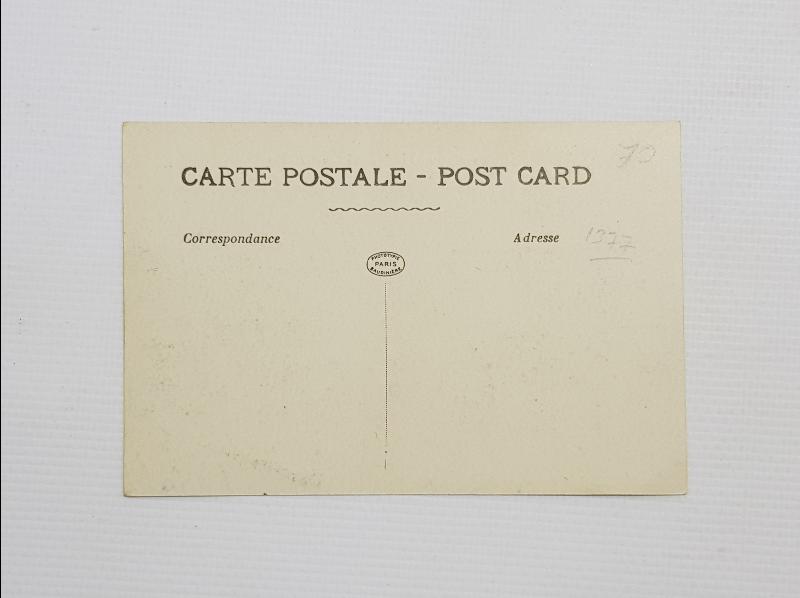 70
CARTE POSTALE - POST CARD
Correspondance
Adresse
1377
PHOTOTYPIE
PARIS
BAUDINIÈRE